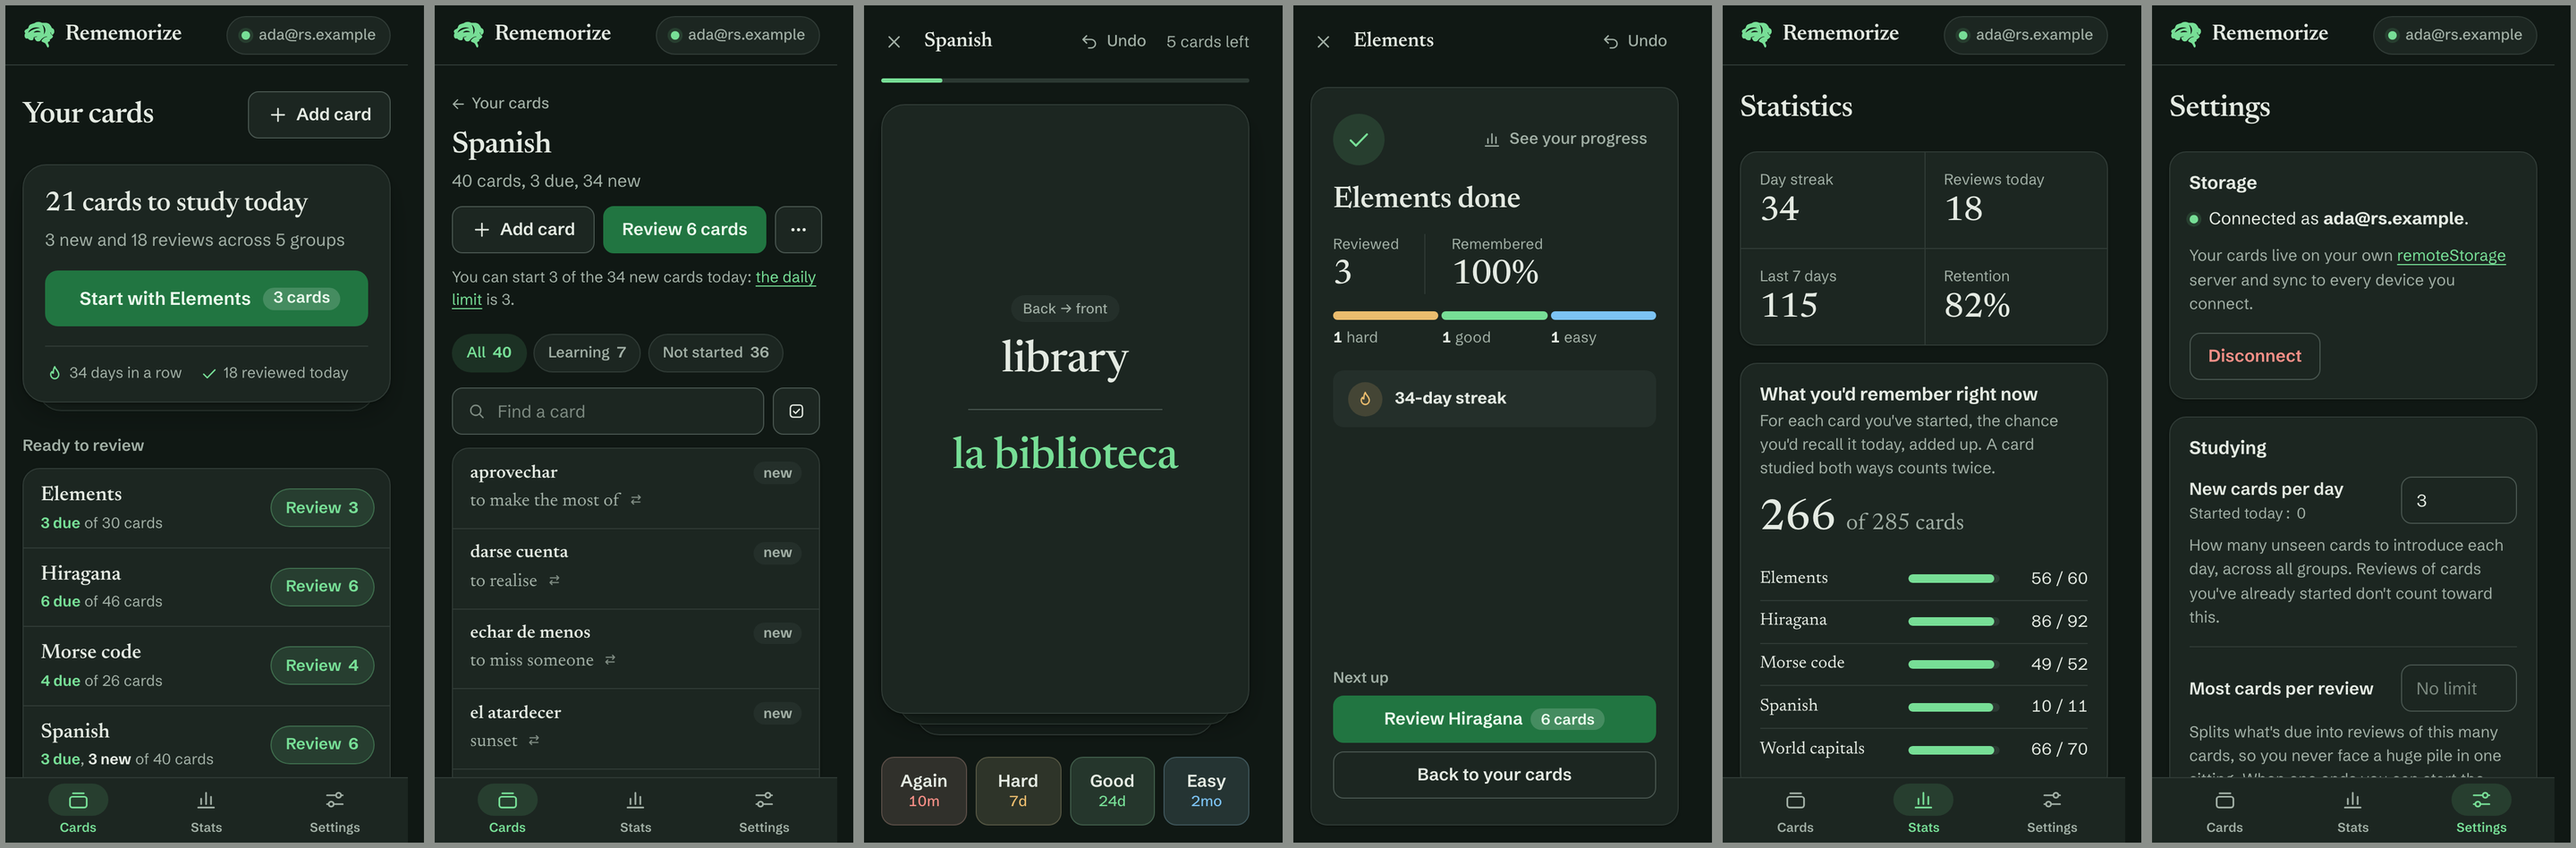 Rememorize
ada@rs.example
Your cards
Add card
21 cards to study today
3 new and 18 reviews across 5 groups
Start with Elements 3 cards
34 days in a row 18 reviewed today
Ready to review
Elements
3 due of 30 cards
Review 3
Hiragana
6 due of 46 cards
Review 6
Morse code
4 due of 26 cards
Review 4
Spanish
3 due, 3 new of 40 cards
Review 6
Cards Stats Settings
Rememorize
ada@rs.example
← Your cards
Spanish
40 cards, 3 due, 34 new
Add card
Review 6 cards
You can start 3 of the 34 new cards today: the daily
limit is 3.
All 40 Learning 7 Not started 36
Find a card
aprovechar
new
to make the most of
darse cuenta
new
to realise
echar de menos
new
to miss someone
el atardecer
new
sunset
Cards Stats Settings
Spanish
Undo
5 cards left
Back → front
library
la biblioteca
Again
10m
Hard
7d
Good
24d
Easy
2mo
Elements
Undo
See your progress
Elements done
Reviewed
3
Remembered
100%
1 hard 1 good 1 easy
34-day streak
Next up
Review Hiragana 6 cards
Back to your cards
Rememorize
ada@rs.example
Statistics
Day streak
34
Reviews today
18
Last 7 days
115
Retention
82%
What you'd remember right now
For each card you've started, the chance
you'd recall it today, added up. A card
studied both ways counts twice.
266 of 285 cards
Elements 56 / 60
Hiragana 86 / 92
Morse code 49 / 52
Spanish 10 / 11
World capitals 66 / 70
Cards Stats Settings
Rememorize
ada@rs.example
Settings
Storage
Connected as ada@rs.example.
Your cards live on your own remoteStorage
server and sync to every device you
connect.
Disconnect
Studying
New cards per day
Started today: 0
3
How many unseen cards to introduce each
day, across all groups. Reviews of cards
you've already started don't count toward
this.
Most cards per review
No limit
Splits what's due into reviews of this many
cards, so you never face a huge pile in one
Cards Stats Settings